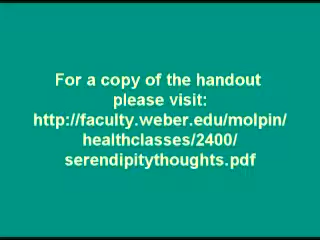 For a copy of the handout
please visit:
http://faculty.weber.edu/molpin/
healthclasses/2400/
serendipitythoughts.pdf